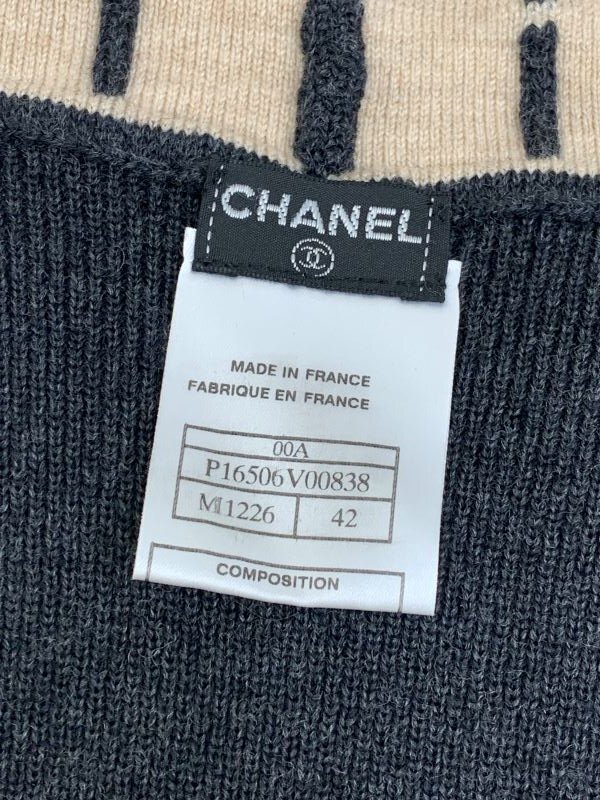 CHANEL
MADE IN FRANCE
FABRIQUE EN FRANCE
00A
P16506V00838
M11226 42
COMPOSITION